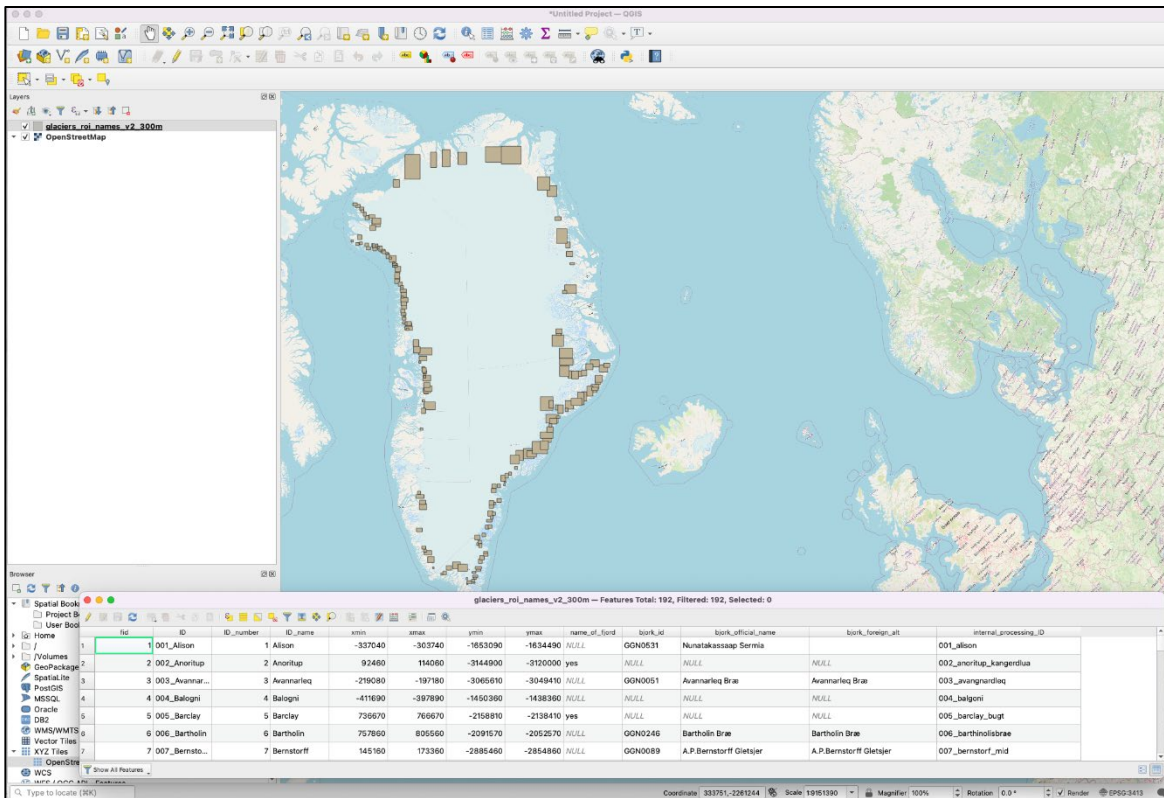 *Untitled Project — QGIS
Layers
glaciers_roi_names_v2_300m
OpenStreetMap
Browser
Spatial Book
Project B
User Boo
Home
/
/Volumes
GeoPackage
SpatiaLite
PostGIS
MSSQL
Oracle
DB2
WMS/WMTS
Vector Tiles
XYZ Tiles
OpenStre
WCS
glaciers_roi_names_v2_300m — Features Total: 192, Filtered: 192, Selected: 0
fid ID ID_number ID_name xmin xmax ymin ymax name_of_fjord bjork_id bjork_official_name bjork_foreign_alt internal_processing_ID
1 1 001_Alison 1 Alison -337040 -303740 -1653090 -1634490 NULL GGN0531 Nunatakassaap Sermia 001_alison
2 2 002_Anoritup 2 Anoritup 92460 114060 -3144900 -3120000 yes NULL NULL NULL 002_anoritup_kangerdlua
3 3 003_Avannar... 3 Avannarleq -219080 -197180 -3065610 -3049410 NULL GGN0051 Avannarleq Bræ Avannarleq Bræ 003_avangnardleq
4 4 004_Balogni 4 Balogni -411690 -397890 -1450360 -1438360 NULL NULL NULL NULL 004_balgoni
5 5 005_Barclay 5 Barclay 736670 766670 -2158810 -2138410 yes NULL NULL NULL 005_barclay_bugt
6 6 006_Bartholin 6 Bartholin 757860 805560 -2091570 -2052570 NULL GGN0246 Bartholin Bræ Bartholin Bræ 006_barthinolisbrae
7 7 007_Bernsto... 7 Bernstorff 145160 173360 -2885460 -2854860 NULL GGN0089 A.P.Bernstorff Gletsjer A.P.Bernstorff Gletsjer 007_bernstorf_mid
Show All Features
Type to locate (⌘K) Coordinate 333751,-2261244 Scale 1:9151390 Magnifier 100% Rotation 0.0° Render EPSG:3413